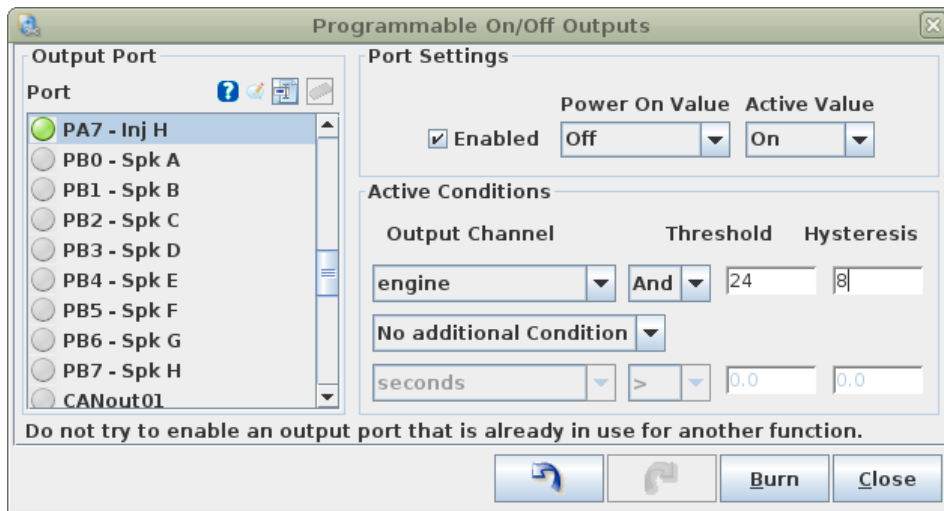 Programmable On/Off Outputs
Output Port
Port
PA7 - Inj H
PB0 - Spk A
PB1 - Spk B
PB2 - Spk C
PB3 - Spk D
PB4 - Spk E
PB5 - Spk F
PB6 - Spk G
PB7 - Spk H
CANout01
Port Settings
Power On Value Active Value
Enabled Off On
Active Conditions
Output Channel Threshold Hysteresis
engine And 24 8
No additional Condition
seconds > 0.0 0.0
Do not try to enable an output port that is already in use for another function.
Burn Close